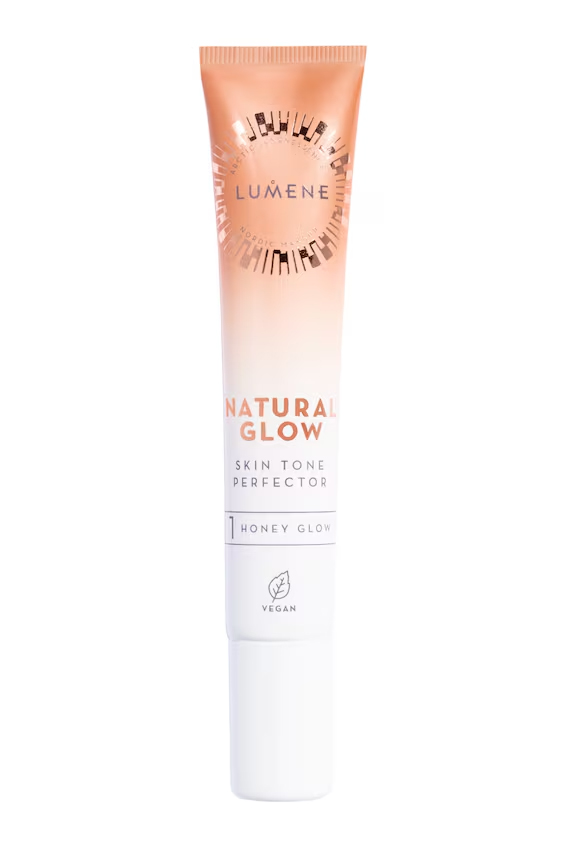 LUMENE
NATURAL
GLOW
SKIN TONE
PERFECTOR
1 HONEY GLOW
VEGAN